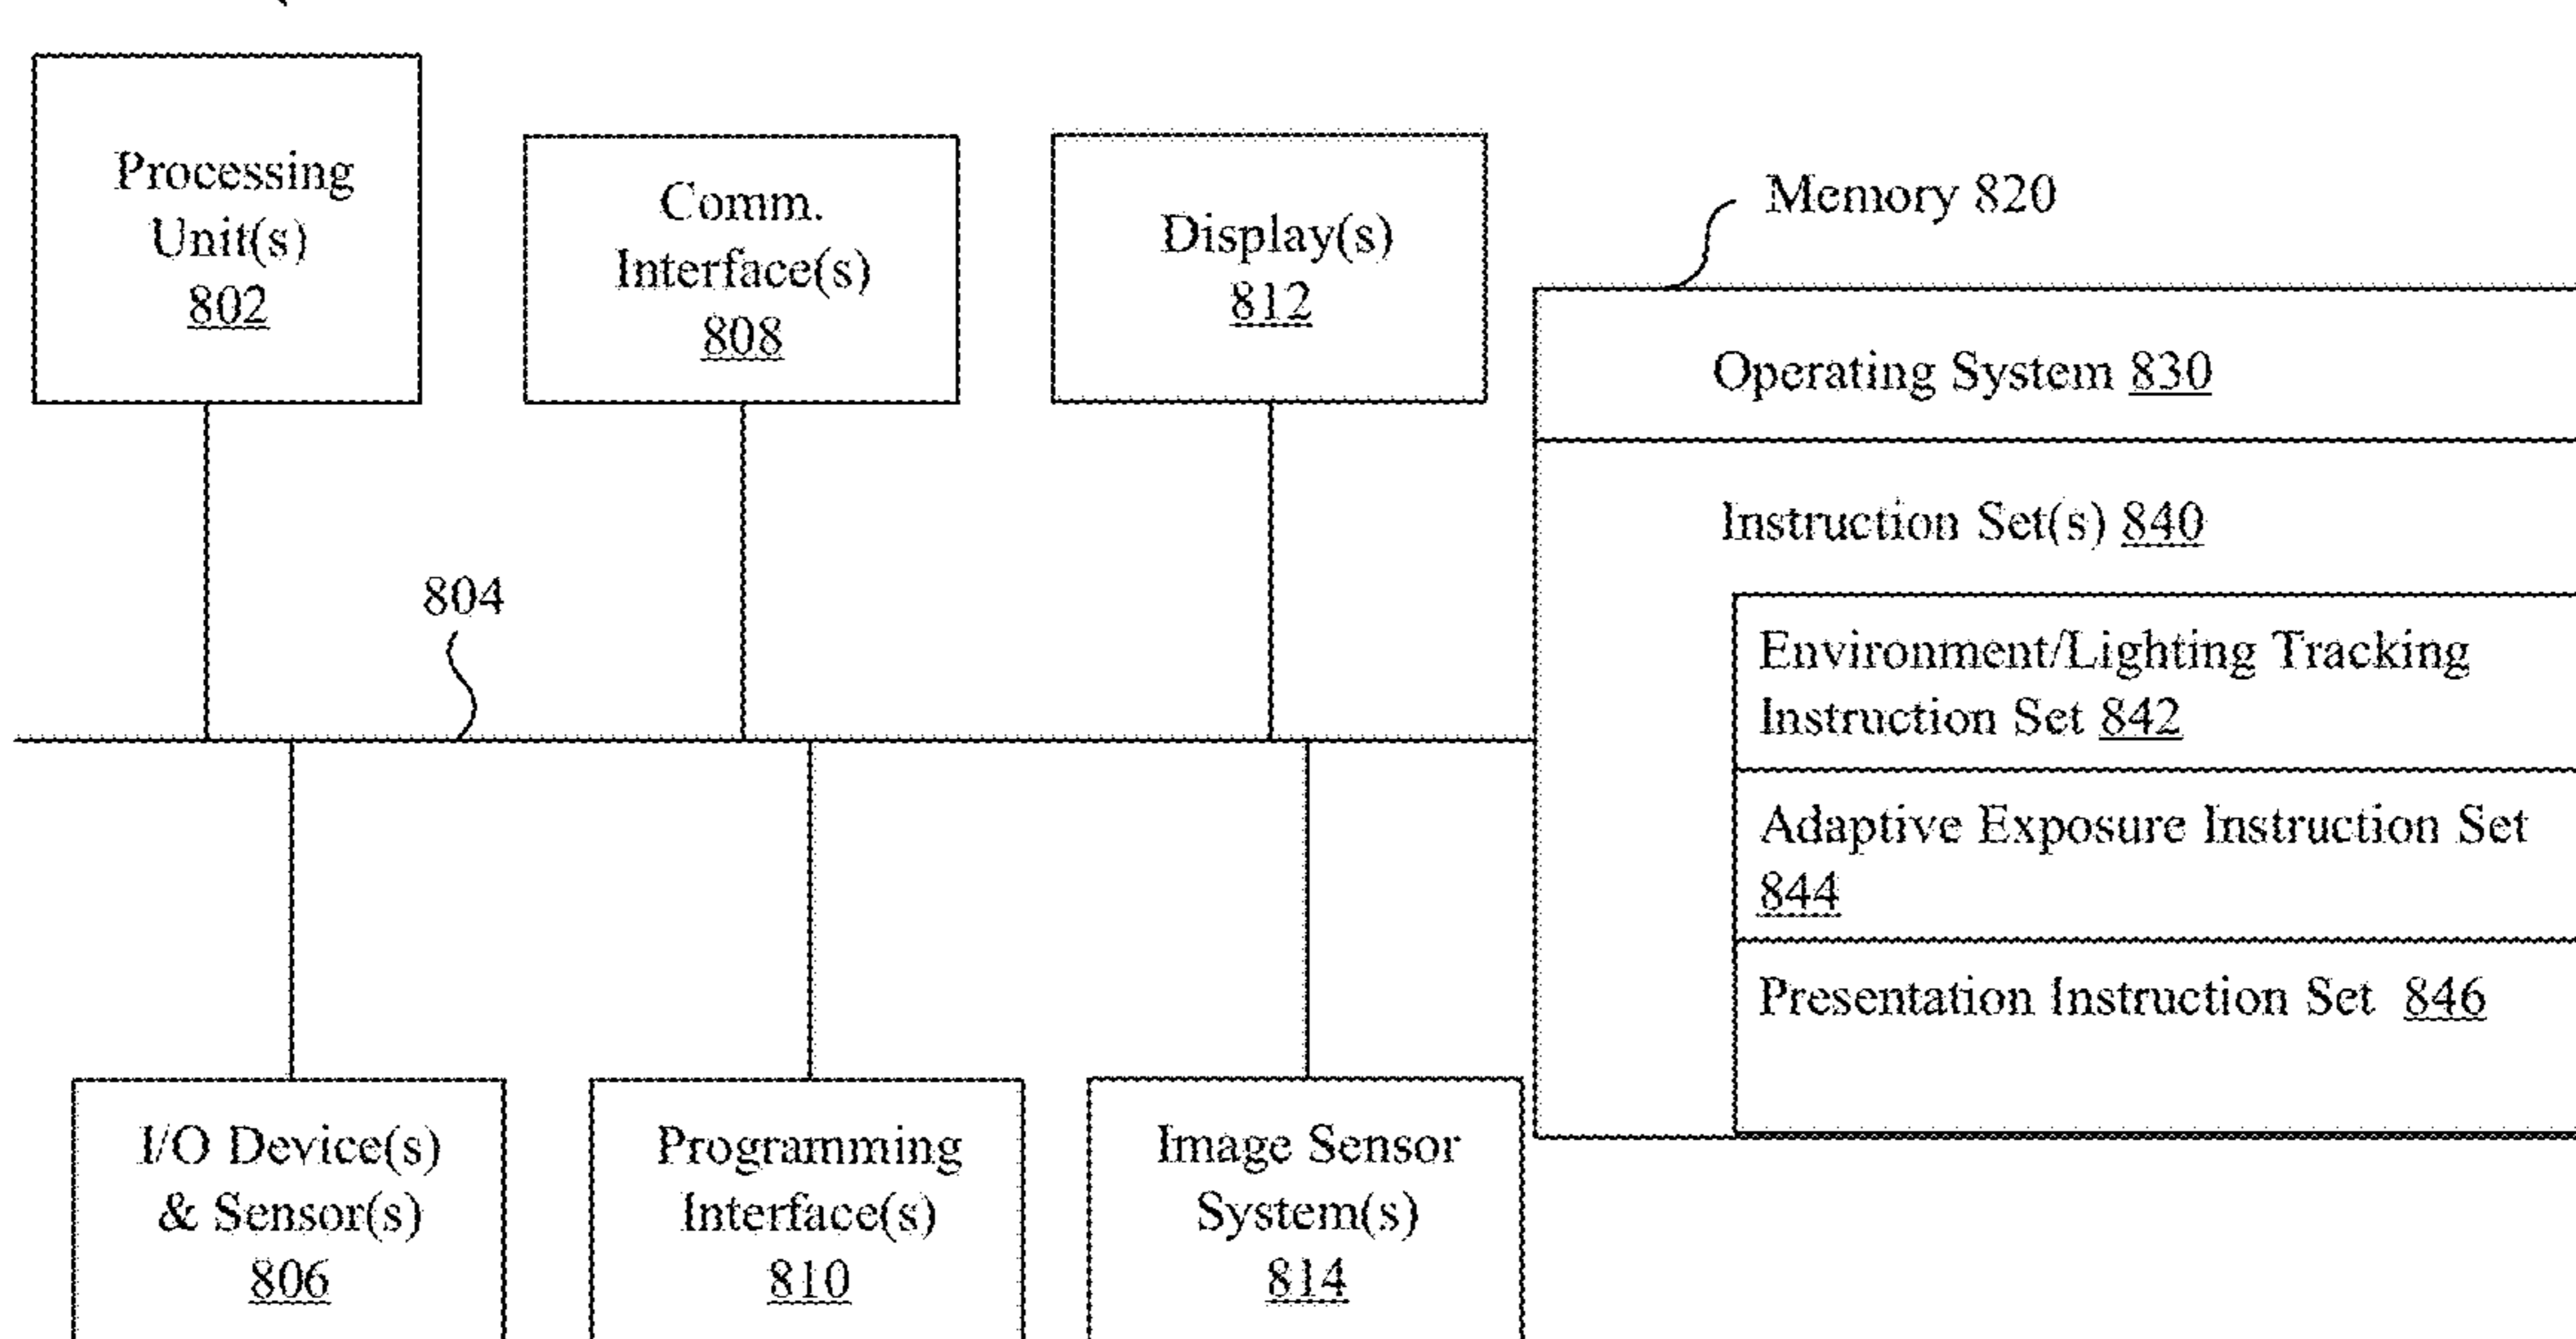 Processing
Unit(s)
802
Comm.
Interface(s)
808
Display(s)
812
Memory 820
Operating System 830
Instruction Set(s) 840
Environment/Lighting Tracking
Instruction Set 842
Adaptive Exposure Instruction Set
844
Presentation Instruction Set 846
804
I/O Device(s)
& Sensor(s)
806
Programming
Interface(s)
810
Image Sensor
System(s)
814